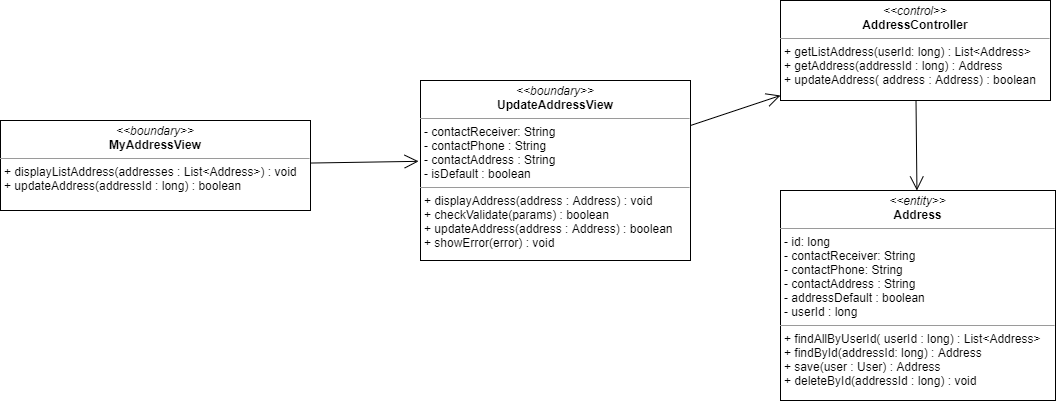 <<boundary>>
MyAddressView
+ displayListAddress(addresses : List<Address>) : void
+ updateAddress(addressId : long) : boolean
<<boundary>>
UpdateAddressView
- contactReceiver: String
- contactPhone : String
- contactAddress : String
- isDefault : boolean
+ displayAddress(address : Address) : void
+ checkValidate(params) : boolean
+ updateAddress(address : Address) : boolean
+ showError(error) : void
<<control>>
AddressController
+ getListAddress(userId: long) : List<Address>
+ getAddress(addressId : long) : Address
+ updateAddress( address : Address) : boolean
<<entity>>
Address
- id: long
- contactReceiver: String
- contactPhone: String
- contactAddress : String
- addressDefault : boolean
- userId : long
+ findAllByUserId( userId : long) : List<Address>
+ findById(addressId: long) : Address
+ save(user : User) : Address
+ deleteById(addressId : long) : void